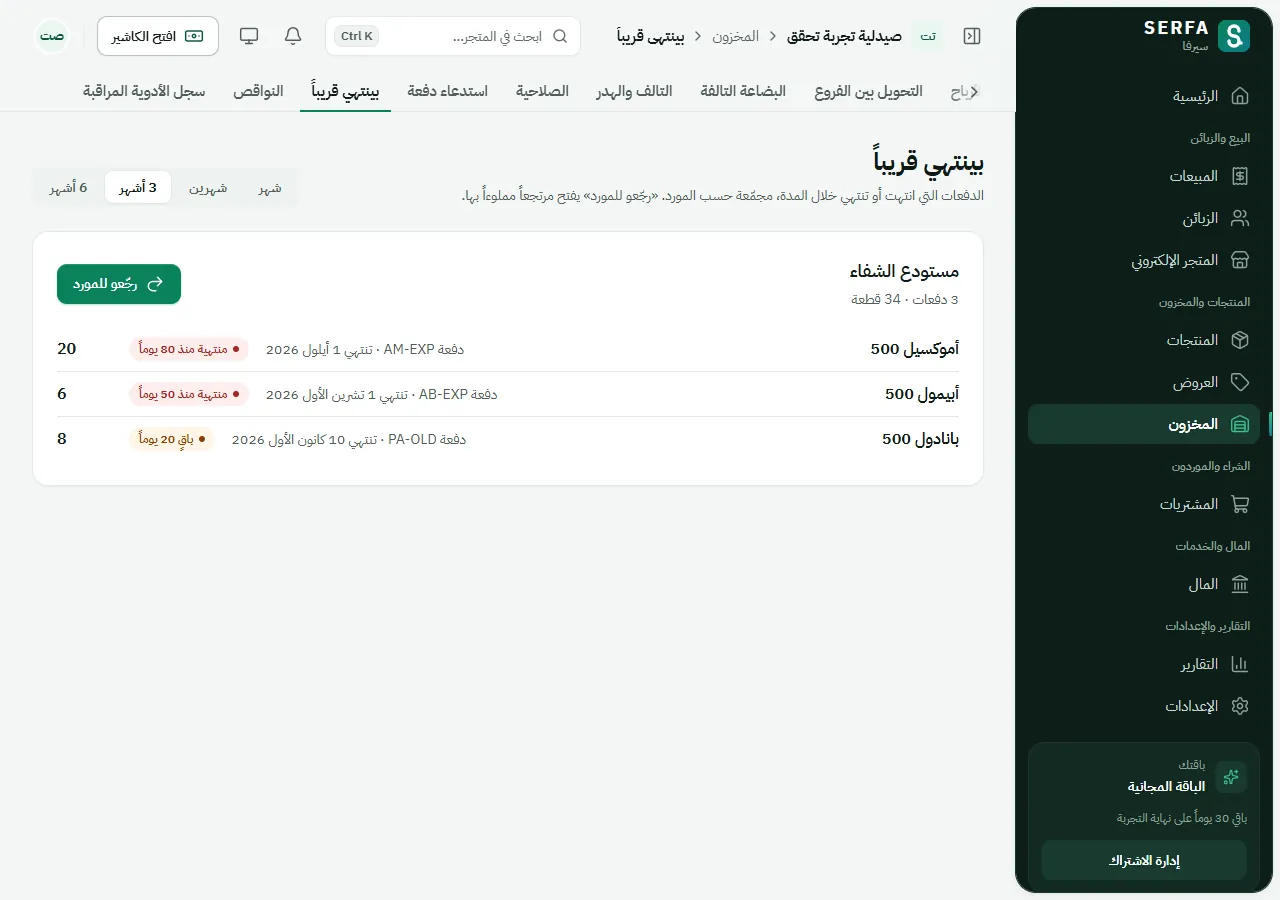 SERFA
سيرفا
الرئيسية
البيع والزبائن
المبيعات
الزبائن
المتجر الإلكتروني
المنتجات والمخزون
المنتجات
العروض
المخزون
الشراء والموردون
المشتريات
المال والخدمات
المال
التقارير والإعدادات
التقارير
الإعدادات
باقتك
الباقة المجانية
باقي 30 يوماً على نهاية التجربة
إدارة الاشتراك
تت صيدلية تجربة تحقق المخزون بينتهي قريباً
ابحث في المتجر... Ctrl K
افتح الكاشير
صت
التحويل بين الفروع البضاعة التالفة التالف والهدر الصلاحية استدعاء دفعة بينتهي قريباً النواقص سجل الأدوية المراقبة
بينتهي قريباً
الدفعات التي انتهت أو تنتهي خلال المدة، مجمّعة حسب المورد. «رجّعو للمورد» يفتح مرتجعاً مملوءاً بها.
شهر شهرين 3 أشهر 6 أشهر
مستودع الشفاء
3 دفعات · 34 قطعة
رجّعو للمورد
أموكسيل 500 دفعة AM-EXP · تنتهي 1 أيلول 2026 منتهية منذ 80 يوماً 20
أبيمول 500 دفعة AB-EXP · تنتهي 1 تشرين الأول 2026 منتهية منذ 50 يوماً 6
بانادول 500 دفعة PA-OLD · تنتهي 10 كانون الأول 2026 باقٍ 20 يوماً 8